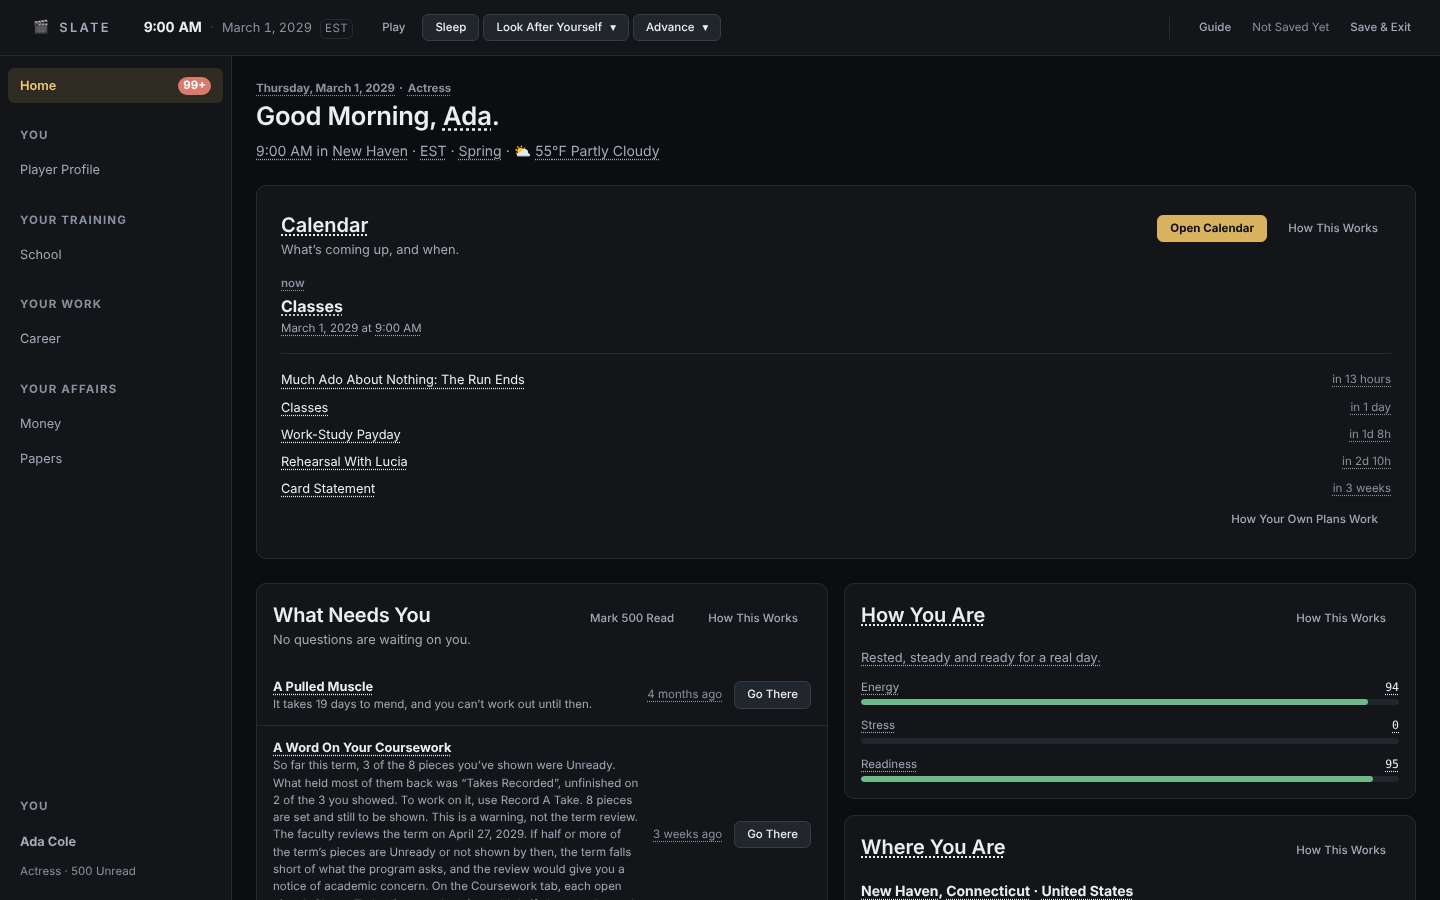 SLATE
9:00 AM · March 1, 2029 EST
Play
Sleep
Look After Yourself ▾
Advance ▾
Guide
Not Saved Yet
Save & Exit
Home
99+
YOU
Player Profile
YOUR TRAINING
School
YOUR WORK
Career
YOUR AFFAIRS
Money
Papers
YOU
Ada Cole
Actress · 500 Unread
Thursday, March 1, 2029 · Actress
Good Morning, Ada.
9:00 AM in New Haven · EST · Spring · 55°F Partly Cloudy
Calendar
What's coming up, and when.
Open Calendar
How This Works
now
Classes
March 1, 2029 at 9:00 AM
Much Ado About Nothing: The Run Ends
in 13 hours
Classes
in 1 day
Work-Study Payday
in 1d 8h
Rehearsal With Lucia
in 2d 10h
Card Statement
in 3 weeks
How Your Own Plans Work
What Needs You
No questions are waiting on you.
Mark 500 Read
How This Works
A Pulled Muscle
It takes 19 days to mend, and you can't work out until then.
4 months ago
Go There
A Word On Your Coursework
So far this term, 3 of the 8 pieces you've shown were Unready.
What held most of them back was “Takes Recorded”, unfinished on
2 of the 3 you showed. To work on it, use Record A Take. 8 pieces
are set and still to be shown. This is a warning, not the term review.
The faculty reviews the term on April 27, 2029. If half or more of
the term's pieces are Unready or not shown by then, the term falls
short of what the program asks, and the review would give you a
notice of academic concern. On the Coursework tab, each open
3 weeks ago
Go There
How You Are
How This Works
Rested, steady and ready for a real day.
Energy
94
Stress
0
Readiness
95
Where You Are
How This Works
New Haven, Connecticut · United States